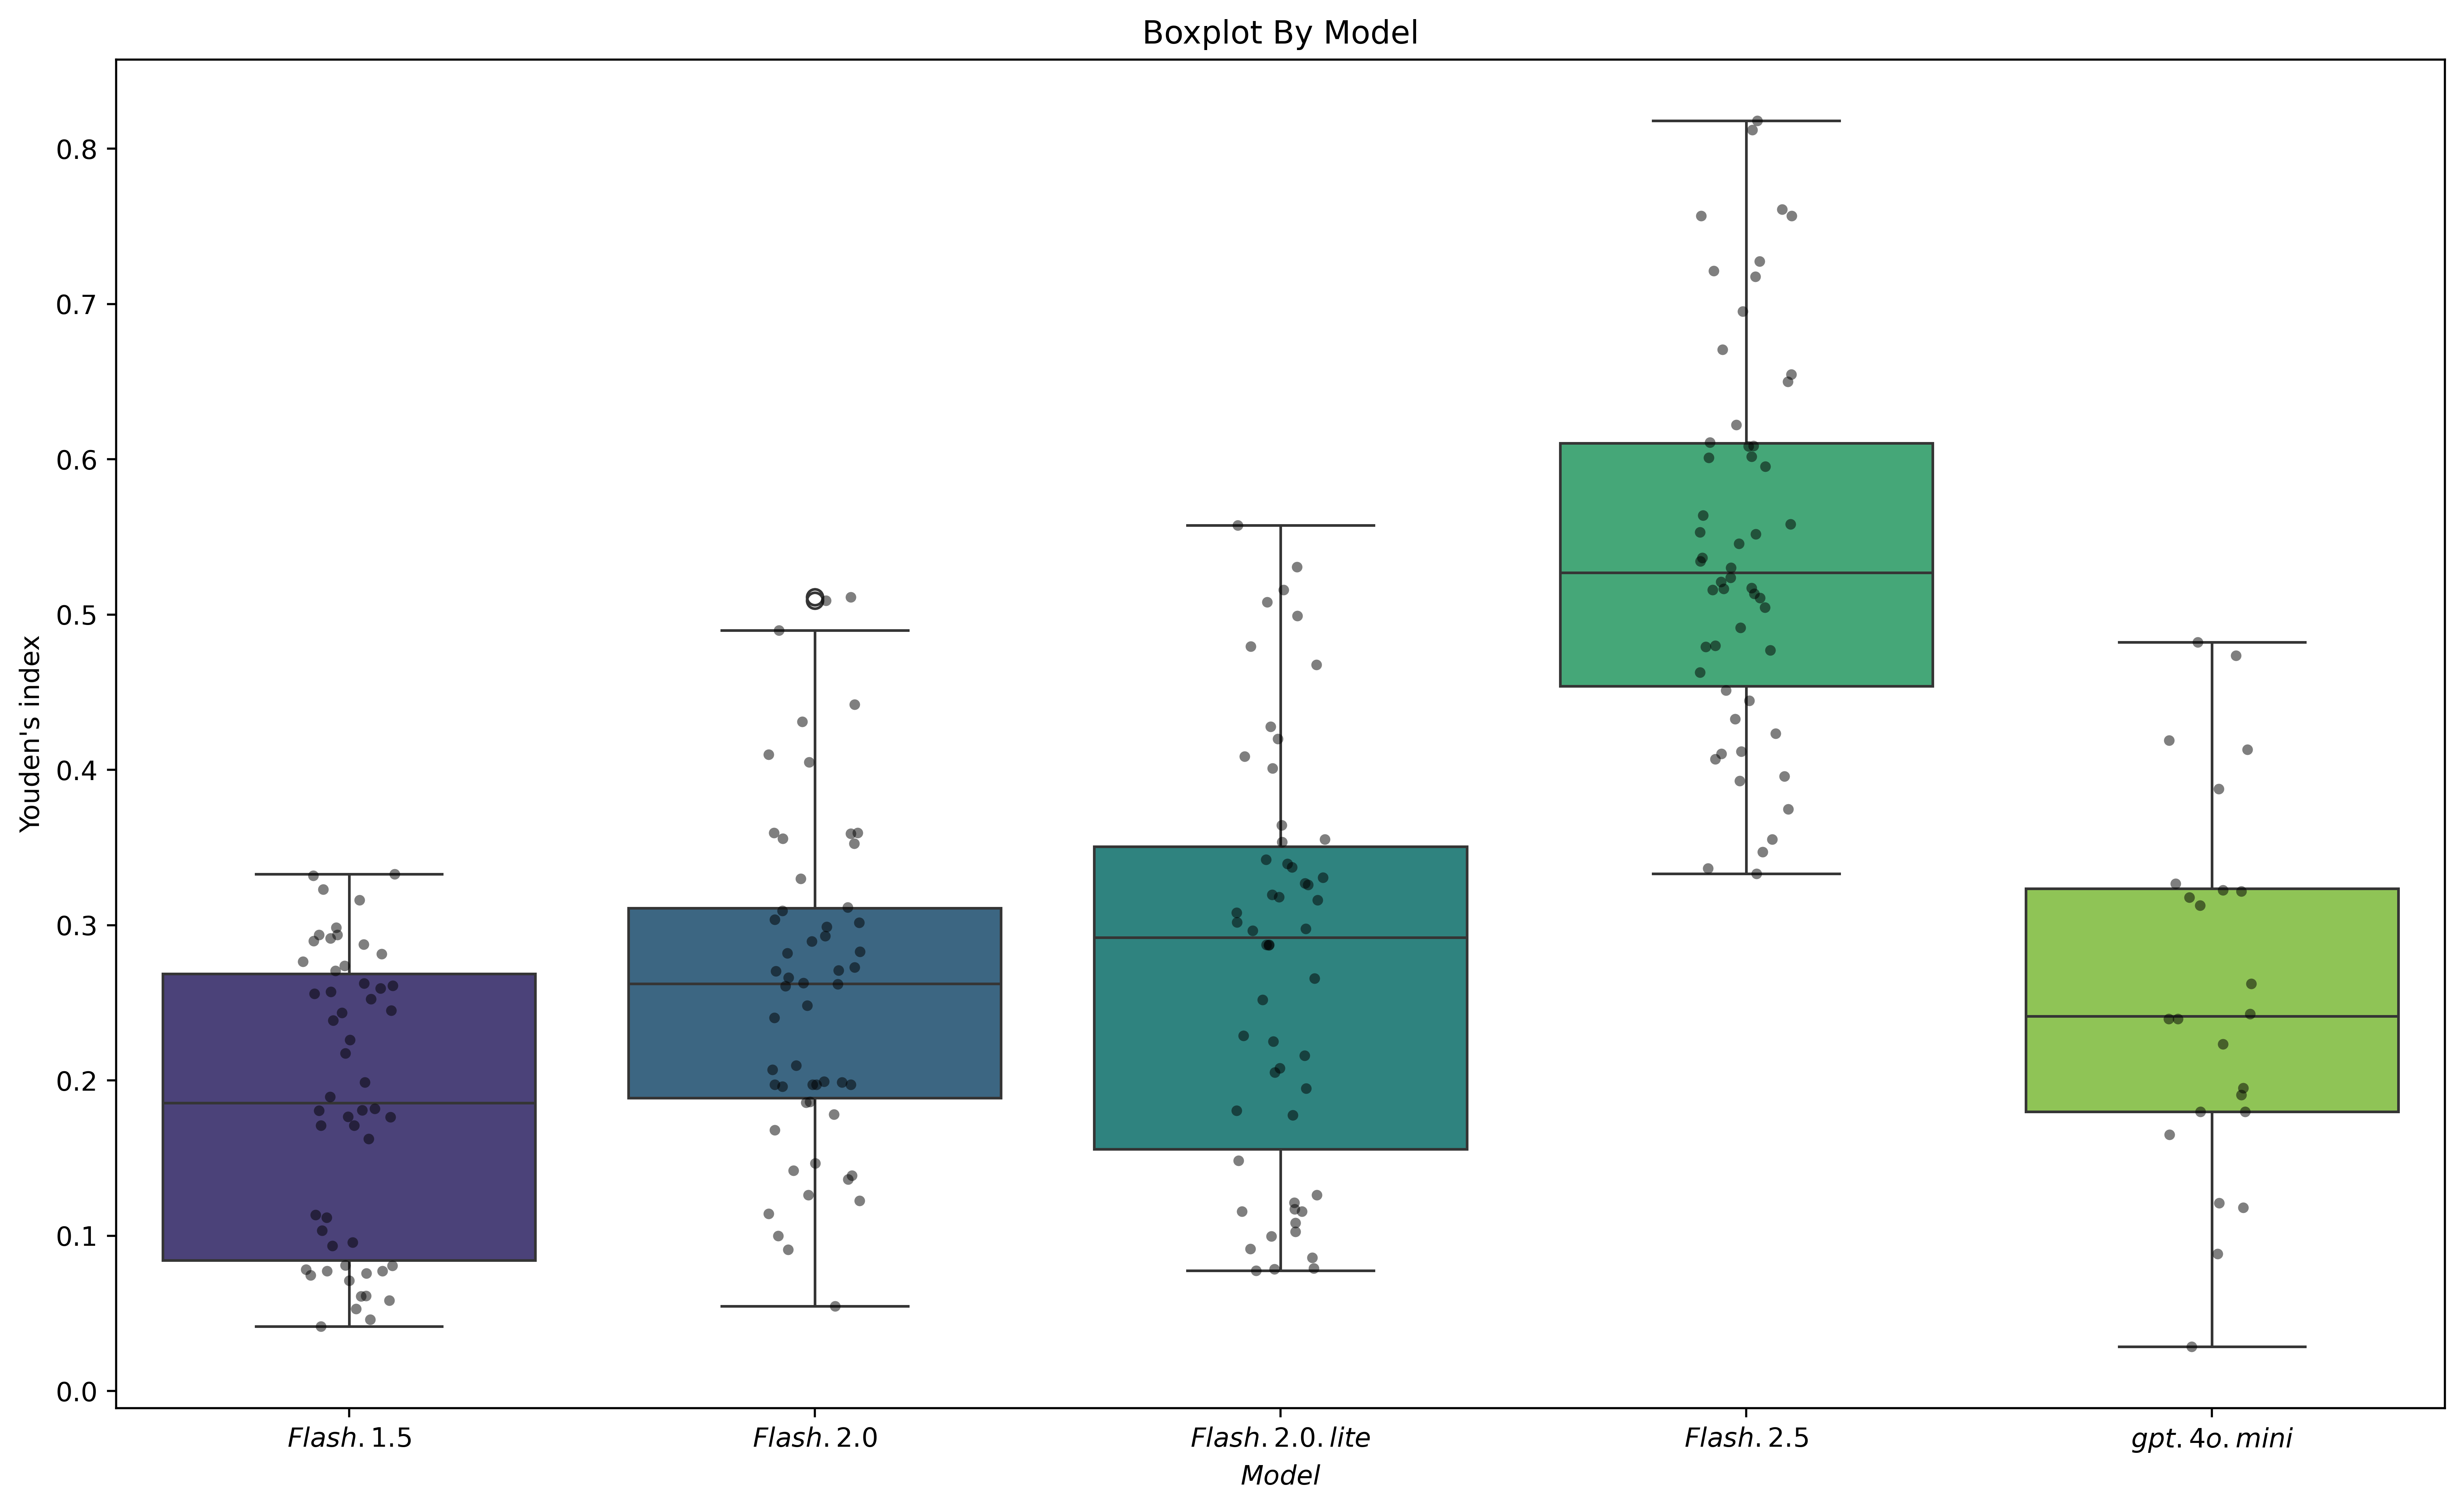 Boxplot By Model
Youden's index
0.8
0.7
0.6
0.5
0.4
0.3
0.2
0.1
0.0
Flash.1.5 Flash.2.0 Flash.2.0.lite Flash.2.5 gpt.4o.mini
Model